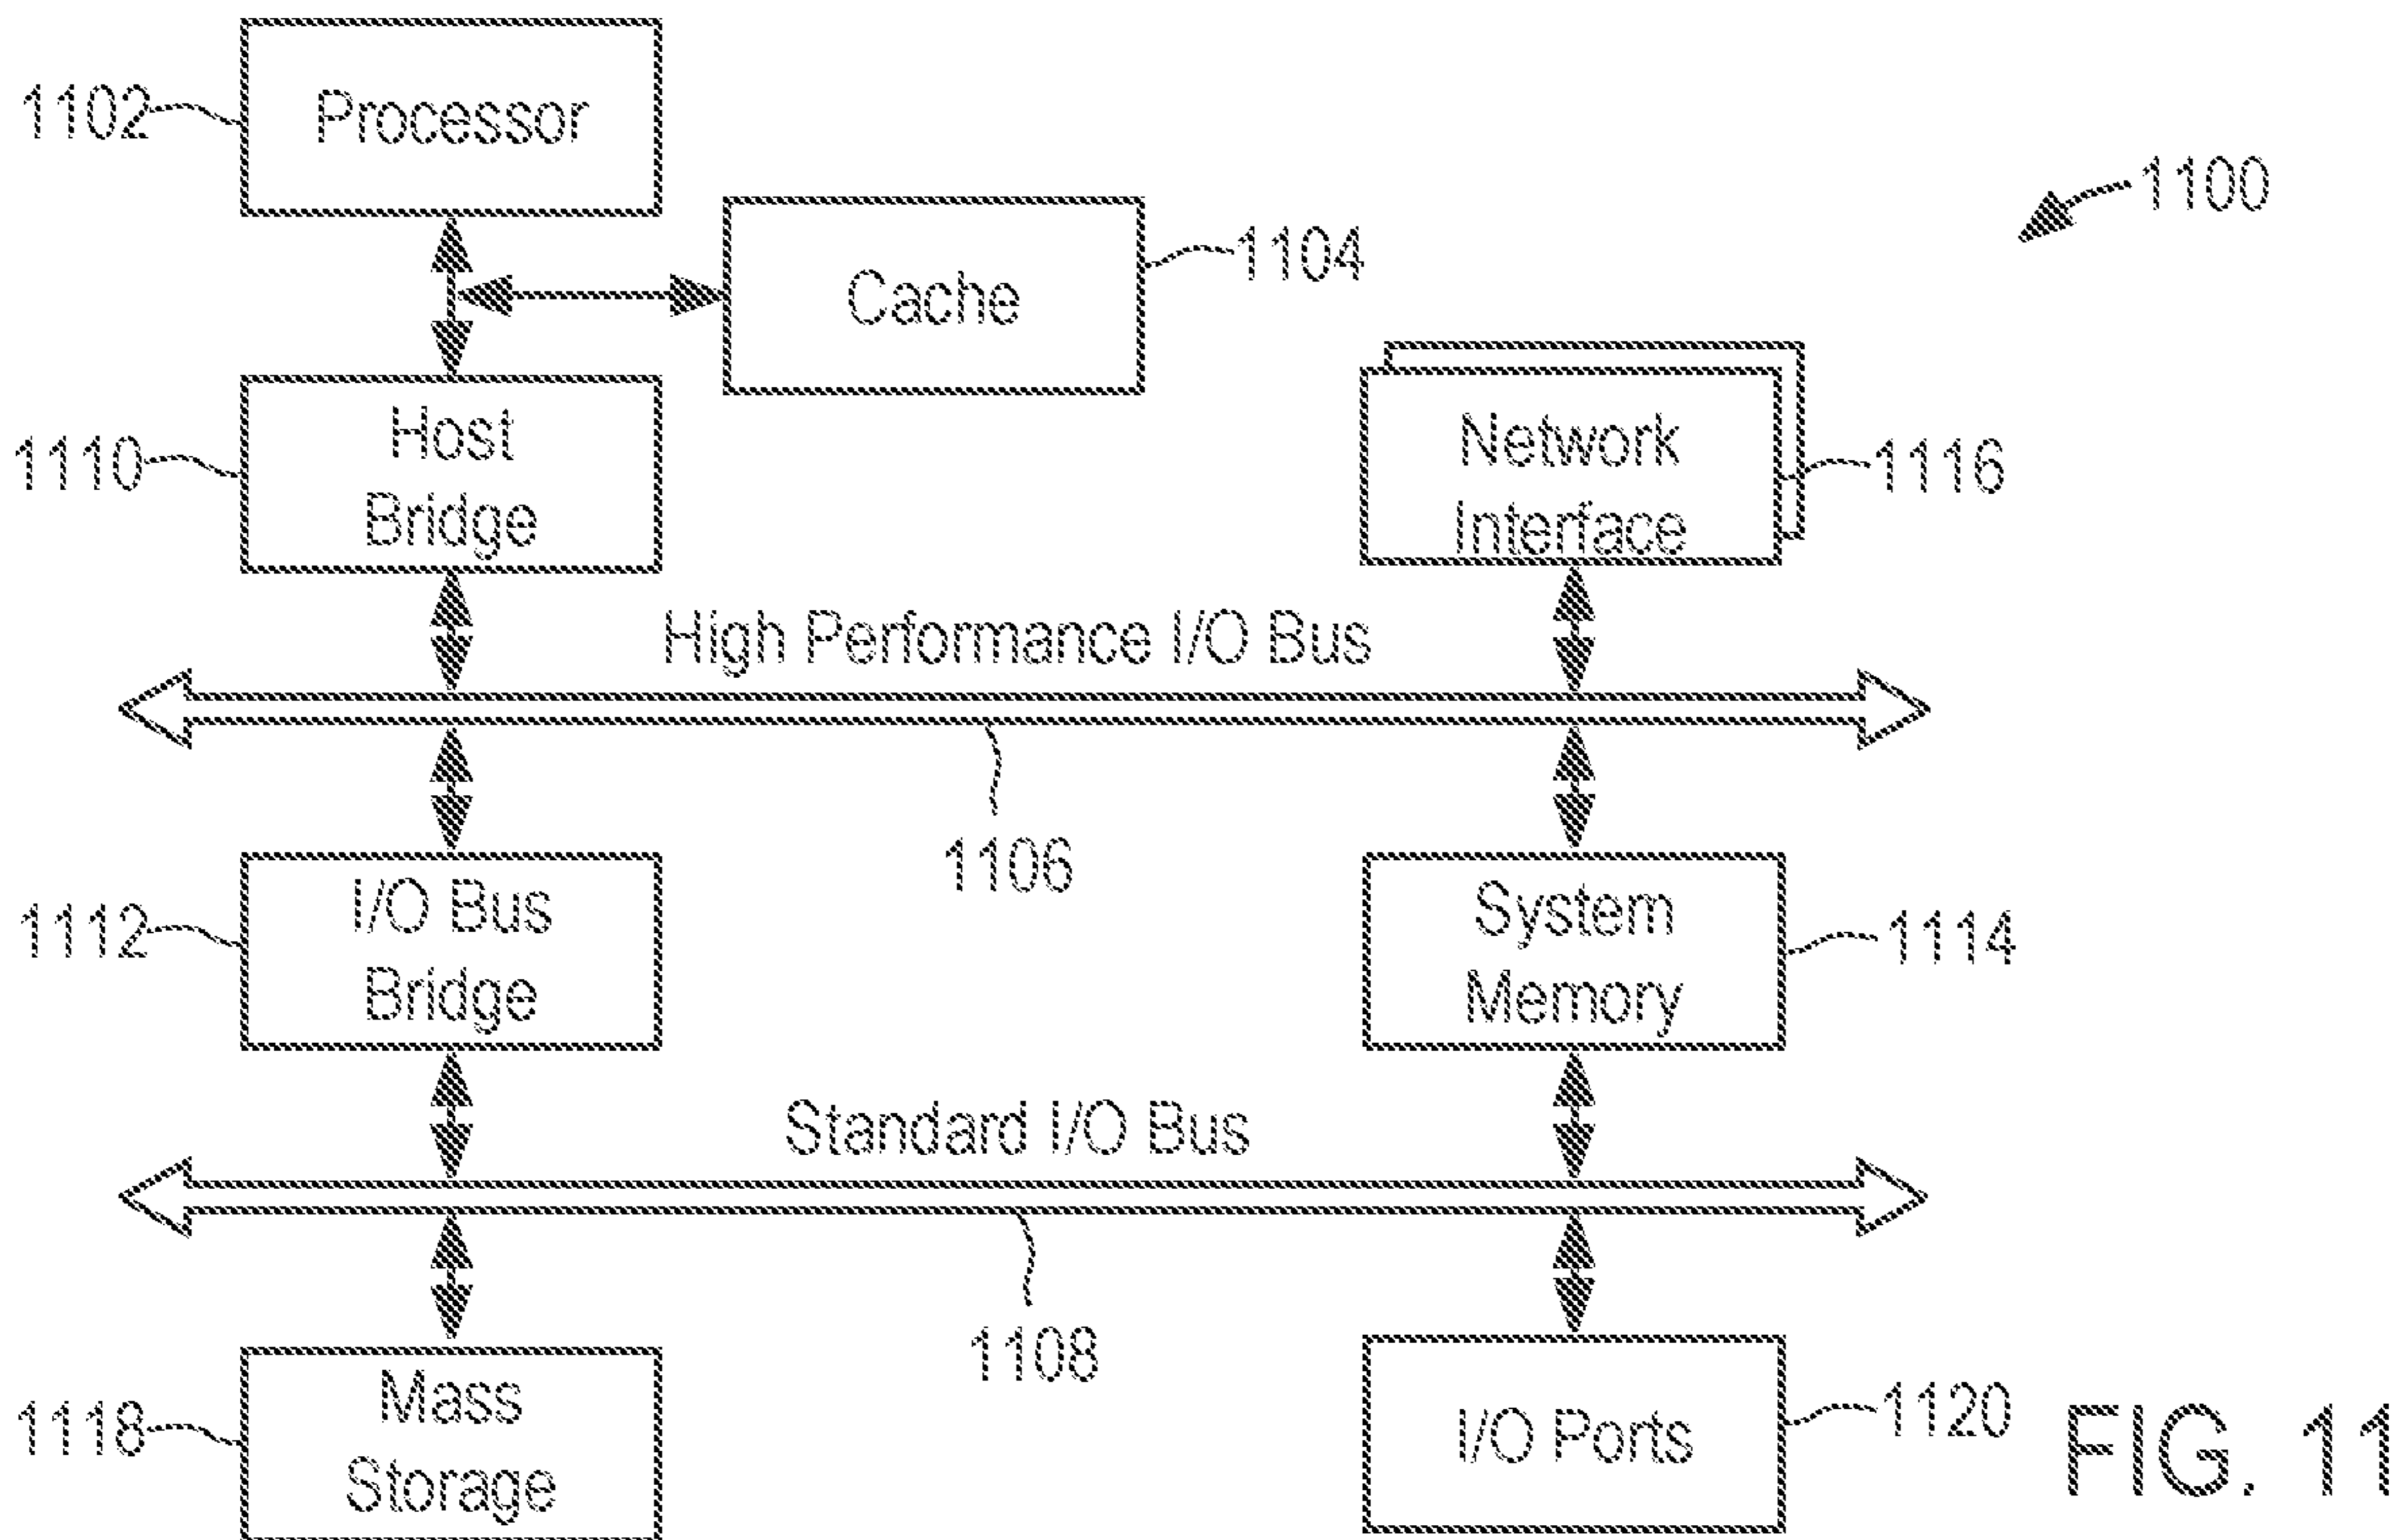 1102
Processor
1100
Cache
1104
1110
Host
Bridge
Network
Interface
1116
High Performance I/O Bus
1106
1112
I/O Bus
Bridge
System
Memory
1114
Standard I/O Bus
1108
1118
Mass
Storage
I/O Ports
1120
FIG. 11